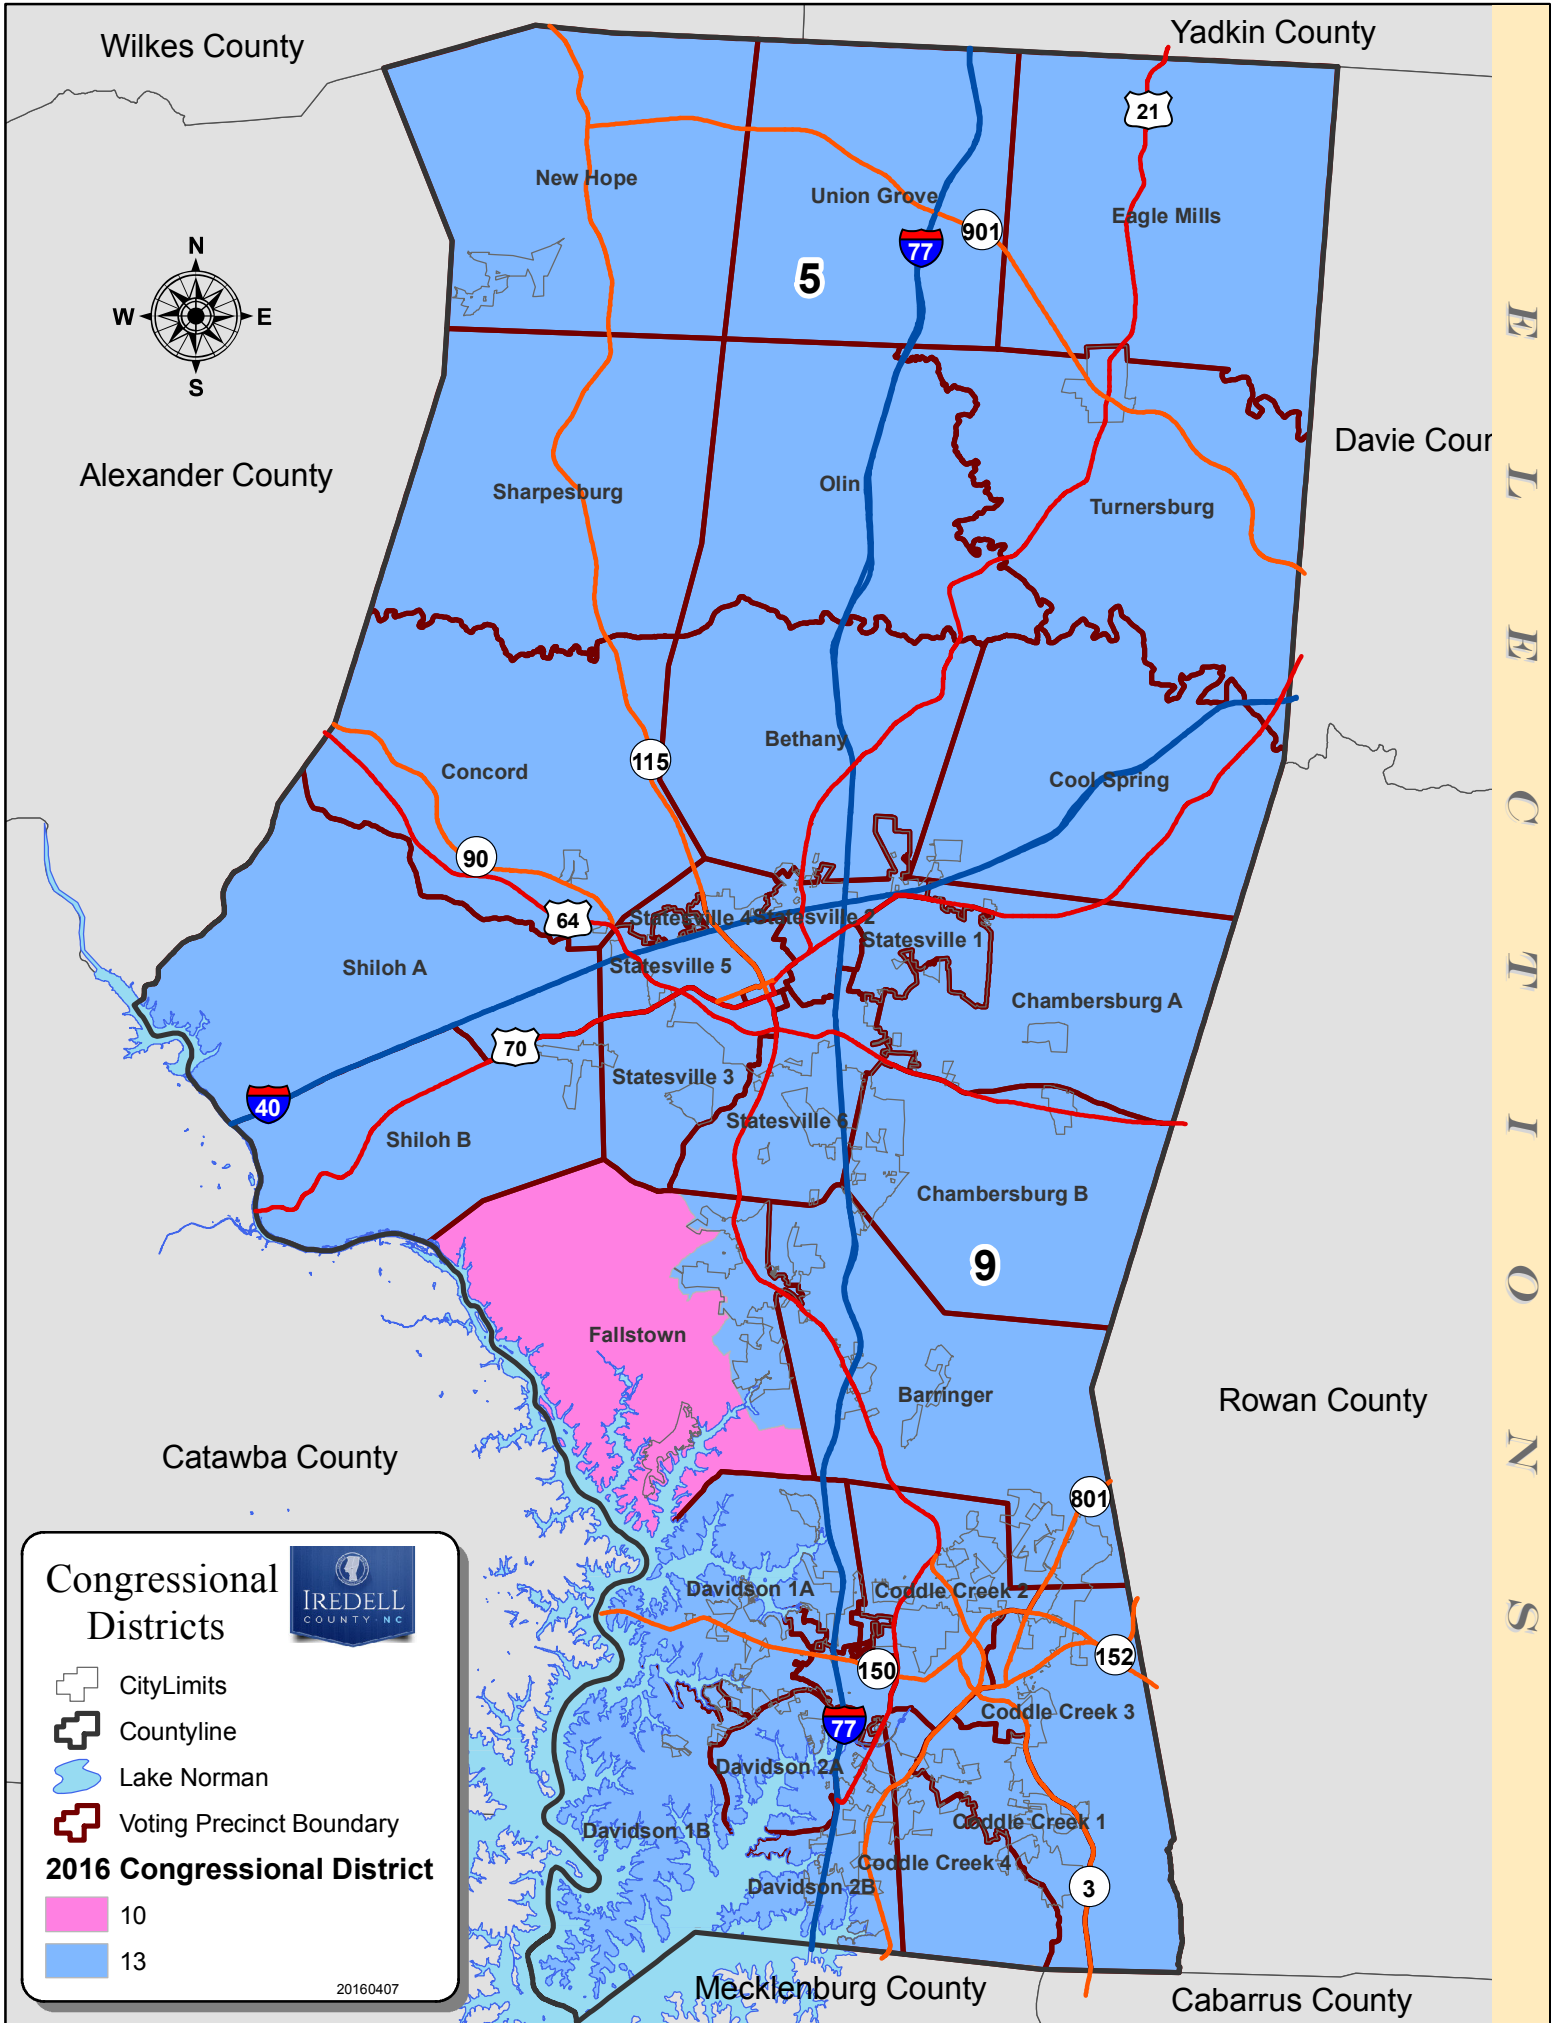 Wilkes County
Yadkin County
21
New Hope
Union Grove
901
Eagle Mills
77
5
N
W
E
S
Davie Cour
Alexander County
Sharpesburg
Olin
Turnersburg
Bethany
115
Concord
Cool Spring
90
64
Statesville 4
Statesville 2
Statesville 1
Shiloh A
Statesville 5
Chambersburg A
70
Statesville 3
40
Statesville 6
Shiloh B
Chambersburg B
9
Fallstown
Barringer
Rowan County
Catawba County
801
Davidson 1A
Coddle Creek 2
150
152
77
Coddle Creek 3
Davidson 2A
Davidson 1B
Coddle Creek 1
Coddle Creek 4
Davidson 2B
3
Mecklenburg County
Cabarrus County
Congressional
Districts
IREDELL
COUNTY NC
CityLimits
Countyline
Lake Norman
Voting Precinct Boundary
2016 Congressional District
10
13
20160407
ELECTIONS